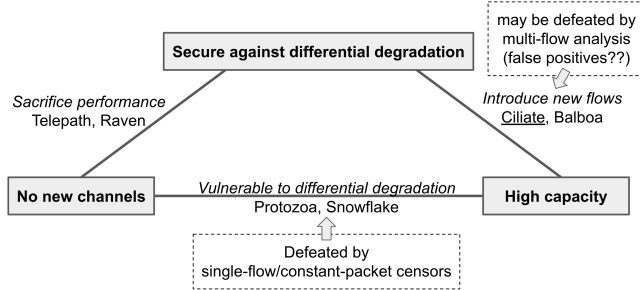 may be defeated by
multi-flow analysis
(false positives??)
Secure against differential degradation
Sacrifice performance
Telepath, Raven
Introduce new flows
Ciliate, Balboa
No new channels
Vulnerable to differential degradation
Protozoa, Snowflake
High capacity
Defeated by
single-flow/constant-packet censors